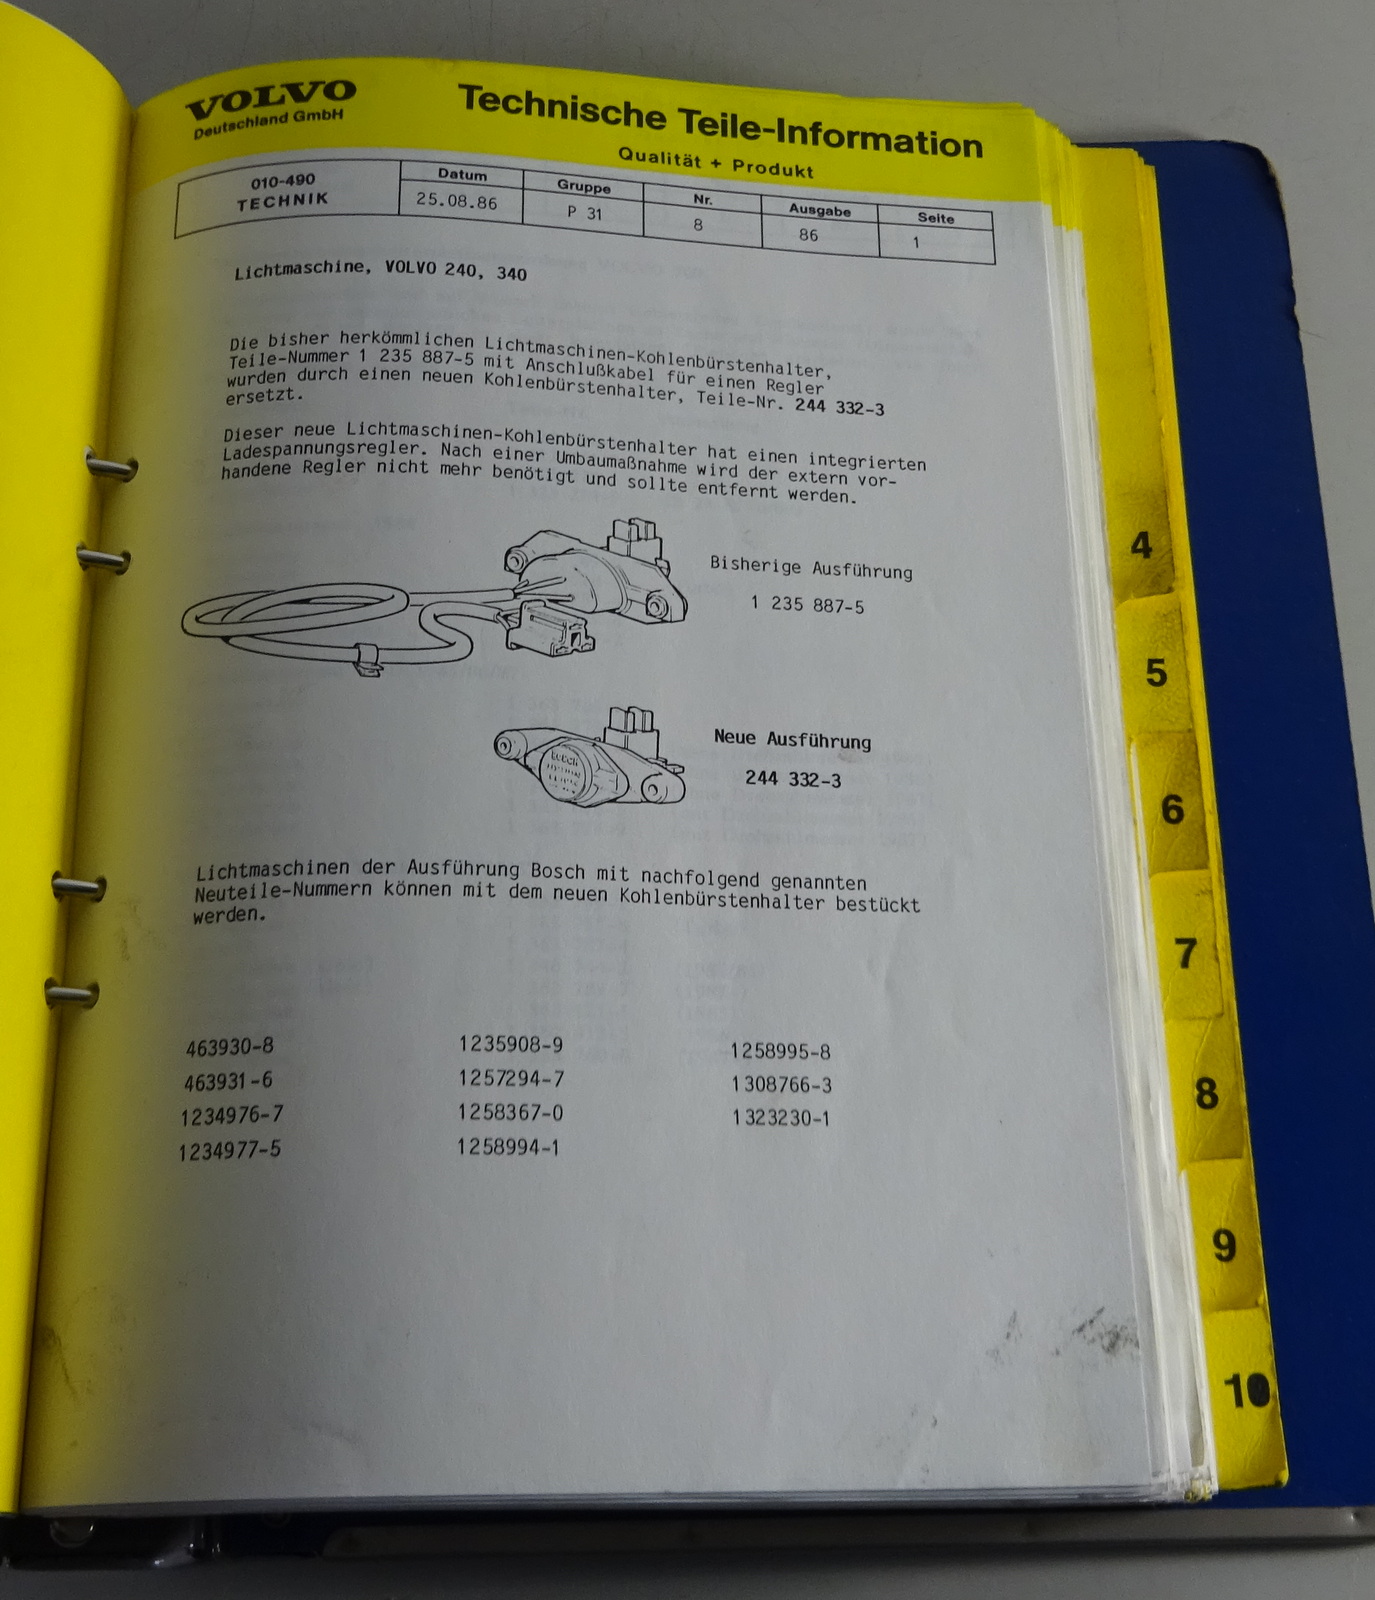 VOLVO
Deutschland GmbH
Technische Teile-Information
Qualität + Produkt
010-490
TECHNIK
Datum
25.08.86
Gruppe
P 31
Nr.
8
Ausgabe
86
Seite
1
Lichtmaschine, VOLVO 240, 340
Die bisher herkömmlichen Lichtmaschinen-Kohlenbürstenhalter,
Teile-Nummer 1 235 887-5 mit Anschlußkabel für einen Regler
wurden durch einen neuen Kohlenbürstenhalter, Teile-Nr. 244 332-3
ersetzt.
Dieser neue Lichtmaschinen-Kohlenbürstenhalter hat einen integrierten
Ladespannungsregler. Nach einer Umbaumaßnahme wird der extern vor-
handene Regler nicht mehr benötigt und sollte entfernt werden.
Bisherige Ausführung
1 235 887-5
Neue Ausführung
244 332-3
Lichtmaschinen der Ausführung Bosch mit nachfolgend genannten
Neuteile-Nummern können mit dem neuen Kohlenbürstenhalter bestückt
werden.
463930-8 1235908-9 1258995-8
463931-6 1257294-7 1308766-3
1234976-7 1258367-0 1323230-1
1234977-5 1258994-1
4
5
6
7
8
9
10